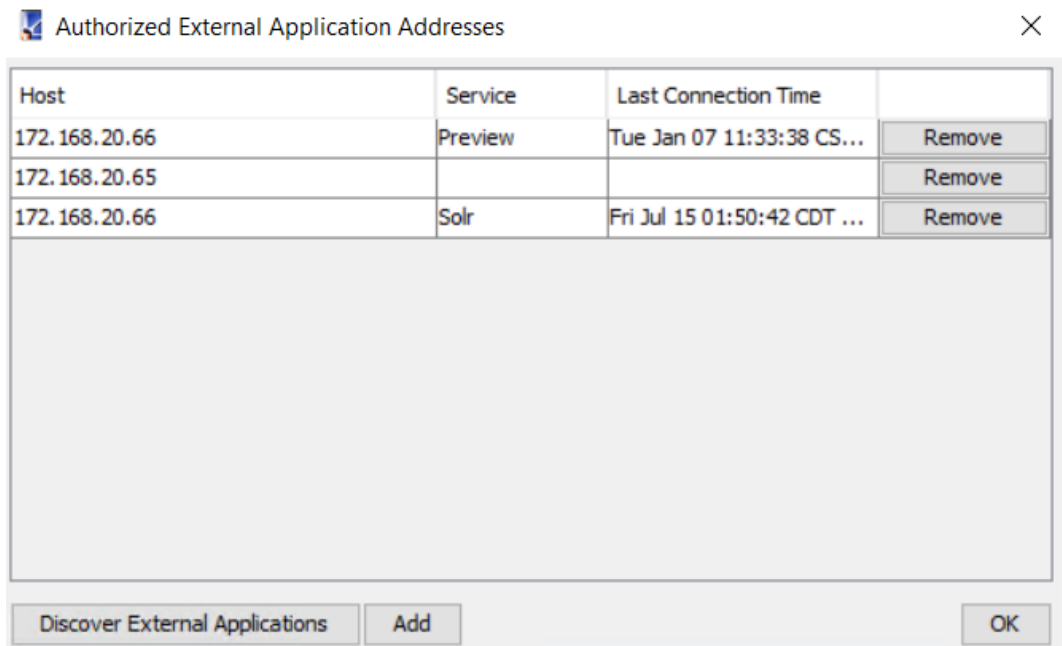 Authorized External Application Addresses
Host Service Last Connection Time
172.168.20.66 Preview Tue Jan 07 11:33:38 CS... Remove
172.168.20.65 Remove
172.168.20.66 Solr Fri Jul 15 01:50:42 CDT ... Remove
Discover External Applications Add OK